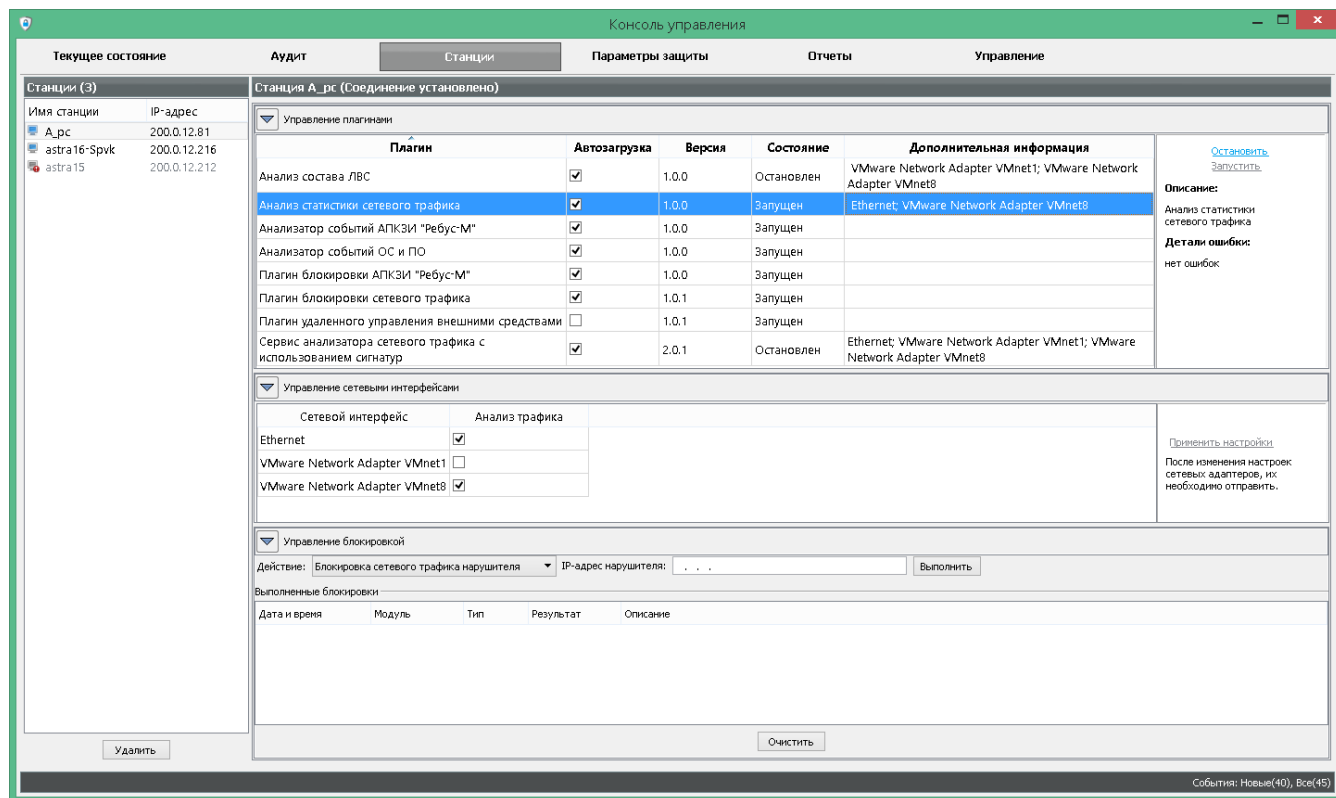 Консоль управления
Текущее состояние Аудит Станции Параметры защиты Отчеты Управление
Станции (3)
Имя станции IP-адрес
A_pc 200.0.12.81
astra16-Spvk 200.0.12.216
astra15 200.0.12.212
Удалить
Станция A_pc (Соединение установлено)
Управление плагинами
Плагин Автозагрузка Версия Состояние Дополнительная информация
Анализ состава ЛВС 1.0.0 Остановлен VMware Network Adapter VMnet1; VMware Network
Adapter VMnet8
Анализ статистики сетевого трафика 1.0.0 Запущен Ethernet; VMware Network Adapter VMnet8
Анализатор событий АПКЗИ "Ребус-М" 1.0.0 Запущен
Анализатор событий ОС и ПО 1.0.0 Запущен
Плагин блокировки АПКЗИ "Ребус-М" 1.0.0 Запущен
Плагин блокировки сетевого трафика 1.0.1 Запущен
Плагин удаленного управления внешними средствами 1.0.1 Запущен
Сервис анализатора сетевого трафика с
использованием сигнатур 2.0.1 Остановлен Ethernet; VMware Network Adapter VMnet1; VMware
Network Adapter VMnet8
Остановить
Запустить
Описание:
Анализ статистики
сетевого трафика
Детали ошибки:
нет ошибок
Управление сетевыми интерфейсами
Сетевой интерфейс Анализ трафика
Ethernet
VMware Network Adapter VMnet1
VMware Network Adapter VMnet8
Применить настройки
После изменения настроек
сетевых адаптеров, их
необходимо отправить.
Управление блокировкой
Действие: Блокировка сетевого трафика нарушителя IP-адрес нарушителя: . . . Выполнить
Выполненные блокировки
Дата и время Модуль Тип Результат Описание
Очистить
События: Новые(40), Все(45)